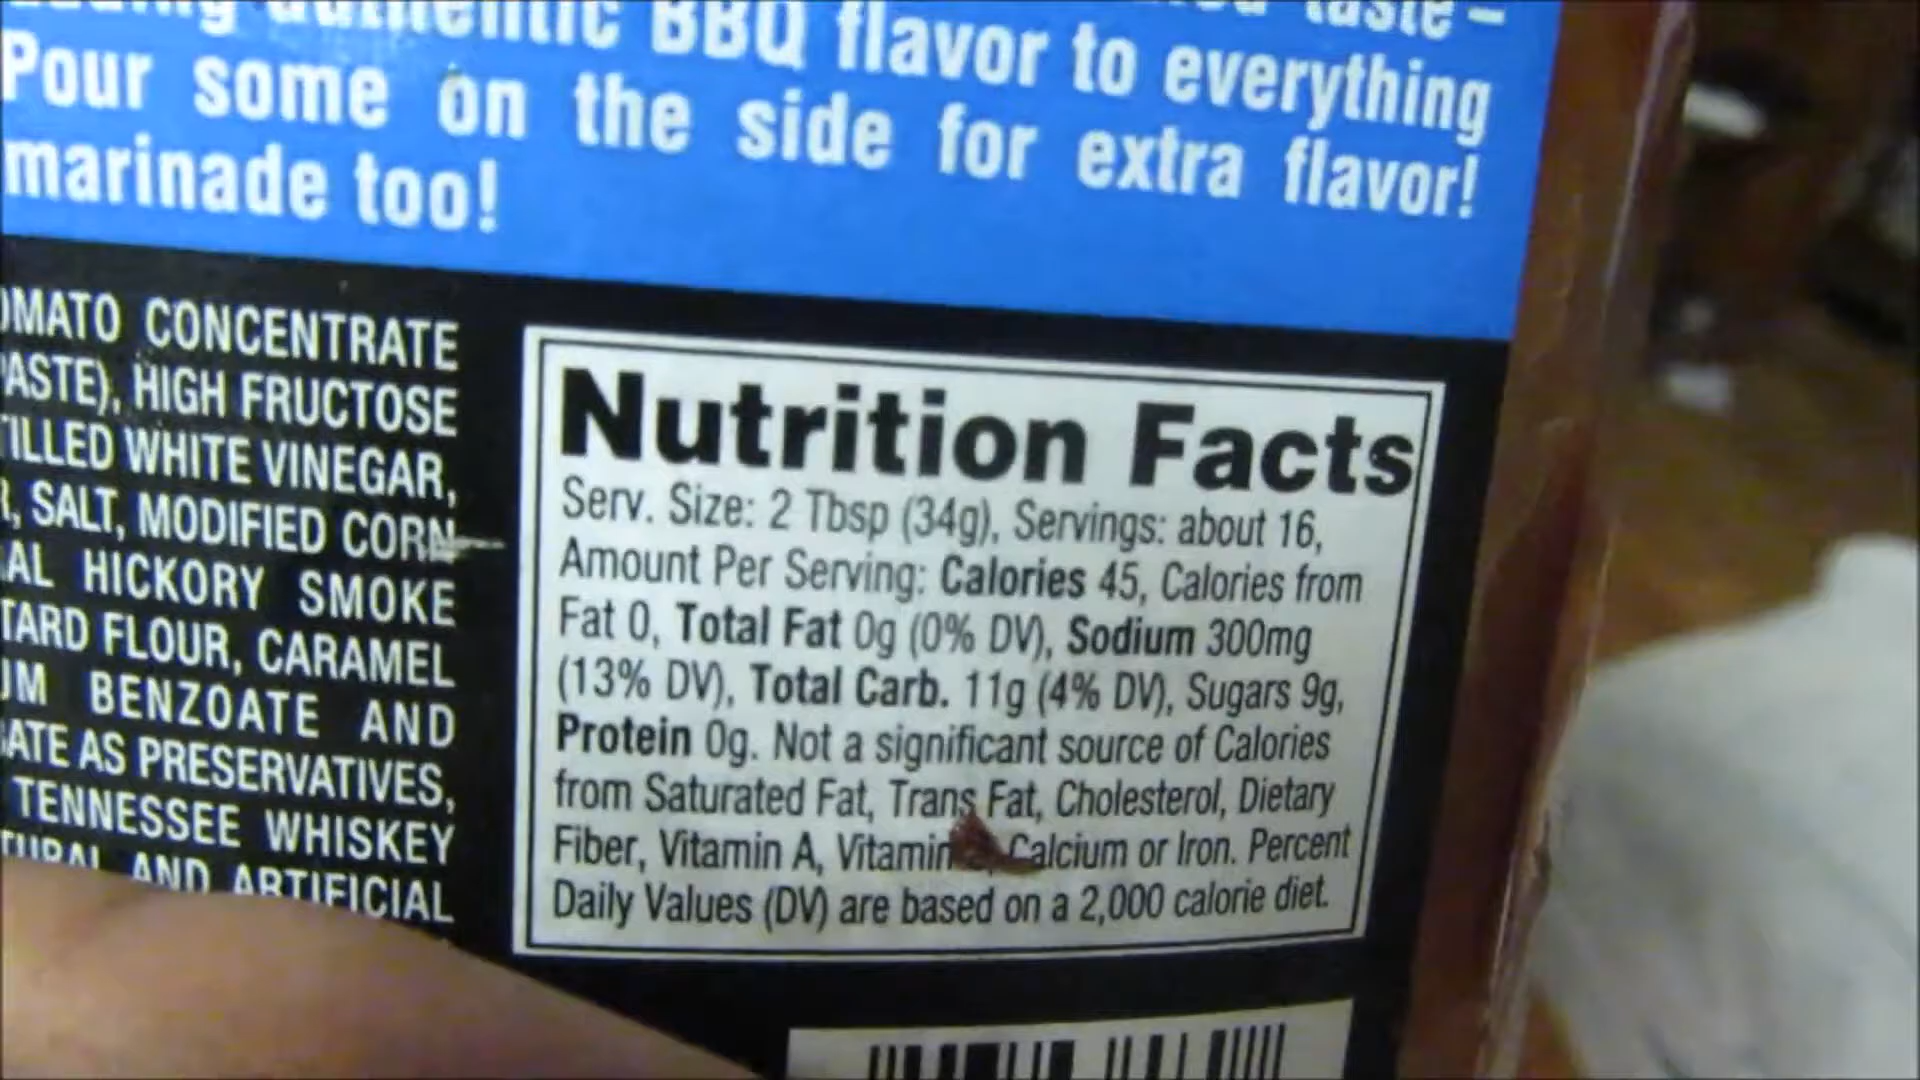 authentic BBQ flavor to everything
Pour some on the side for extra flavor!
marinade too!
OMATO CONCENTRATE
PASTE), HIGH FRUCTOSE
TILLED WHITE VINEGAR,
R, SALT, MODIFIED CORN
AL HICKORY SMOKE
TARD FLOUR, CARAMEL
UM BENZOATE AND
ATE AS PRESERVATIVES,
TENNESSEE WHISKEY
AND ARTIFICIAL
Nutrition Facts
Serv. Size: 2 Tbsp (34g), Servings: about 16,
Amount Per Serving: Calories 45, Calories from
Fat 0, Total Fat 0g (0% DV), Sodium 300mg
(13% DV), Total Carb. 11g (4% DV), Sugars 9g,
Protein 0g. Not a significant source of Calories
from Saturated Fat, Trans Fat, Cholesterol, Dietary
Fiber, Vitamin A, Vitamin Calcium or Iron. Percent
Daily Values (DV) are based on a 2,000 calorie diet.